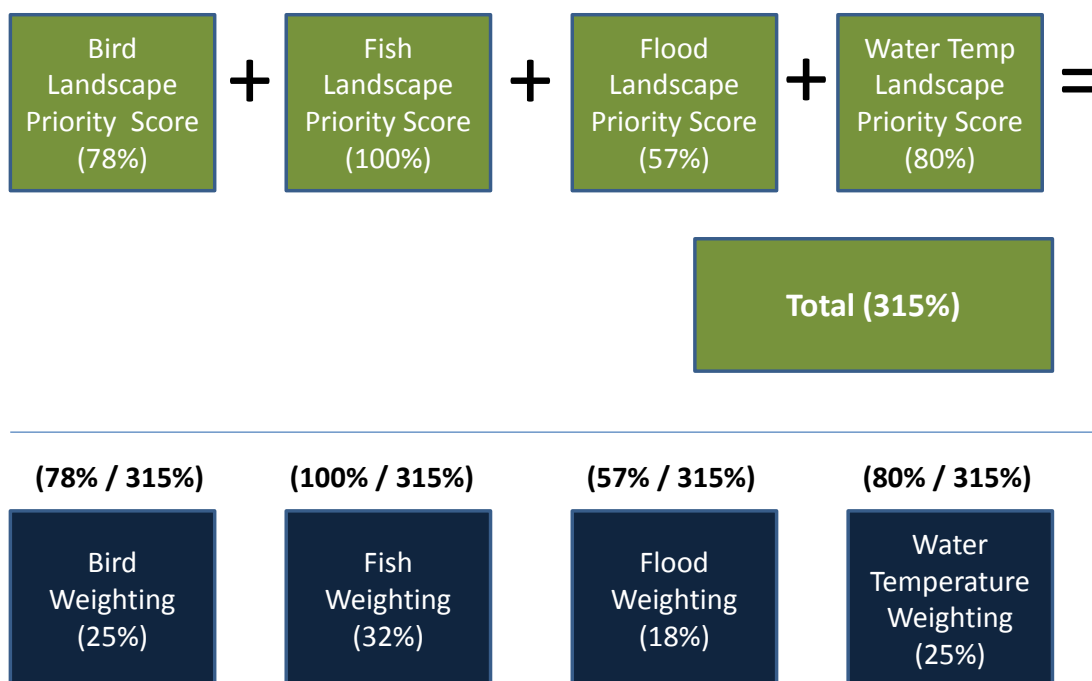 Bird
Landscape
Priority Score
(78%)
+
Fish
Landscape
Priority Score
(100%)
+
Flood
Landscape
Priority Score
(57%)
+
Water Temp
Landscape
Priority Score
(80%)
=
Total (315%)
(78% / 315%)
(100% / 315%)
(57% / 315%)
(80% / 315%)
Bird
Weighting
(25%)
Fish
Weighting
(32%)
Flood
Weighting
(18%)
Water
Temperature
Weighting
(25%)